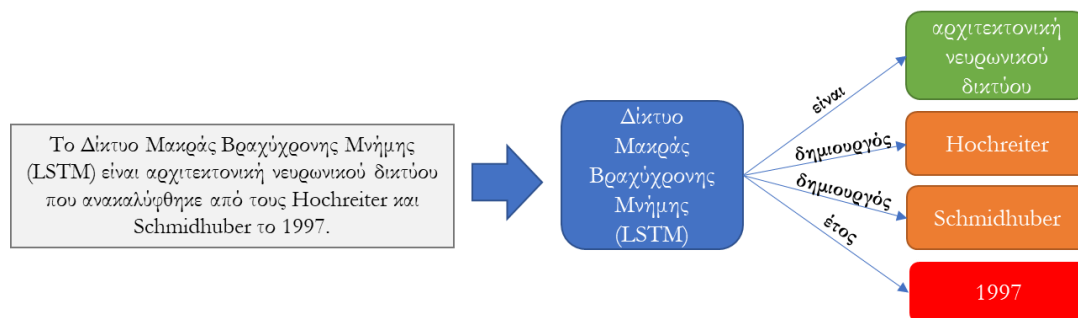 Το Δίκτυο Μακράς Βραχύχρονης Μνήμης
(LSTM) είναι αρχιτεκτονική νευρωνικού δικτύου
που ανακαλύφθηκε από τους Hochreiter και
Schmidhuber το 1997.
Δίκτυο
Μακράς
Βραχύχρονης
Μνήμης
(LSTM)
είναι
δημιουργός
δημιουργός
έτος
αρχιτεκτονική
νευρωνικού
δικτύου
Hochreiter
Schmidhuber
1997